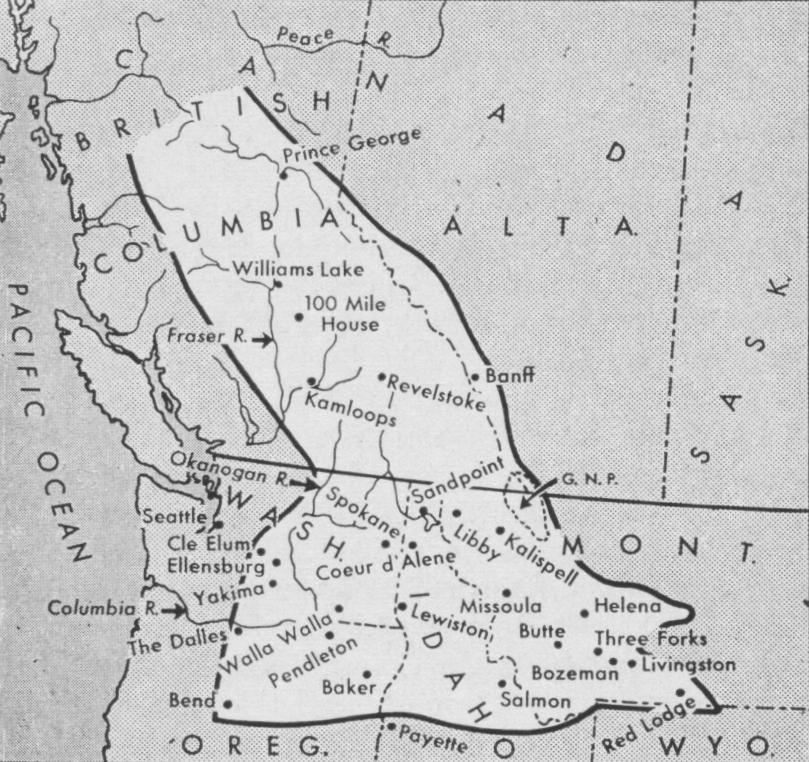 Peace R.
CANADA
BRITISH
COLUMBIA
ALTA.
SASK.
Prince George
Williams Lake
100 Mile
House
Fraser R.
Banff
Revelstoke
Kamloops
PACIFIC OCEAN
Okanogan R.
Sandpoint
G.N.P.
WASH.
Spokane
Seattle
Libby
Kalispell
MONT.
Cle Elum
Ellensburg
Coeur d'Alene
Yakima
IDAHO
Missoula
Helena
Columbia R.
Lewiston
Butte
Three Forks
The Dalles
Walla Walla
Pendleton
Bozeman
Livingston
Baker
Salmon
Bend
Red Lodge
Payette
OREG.
WYO.